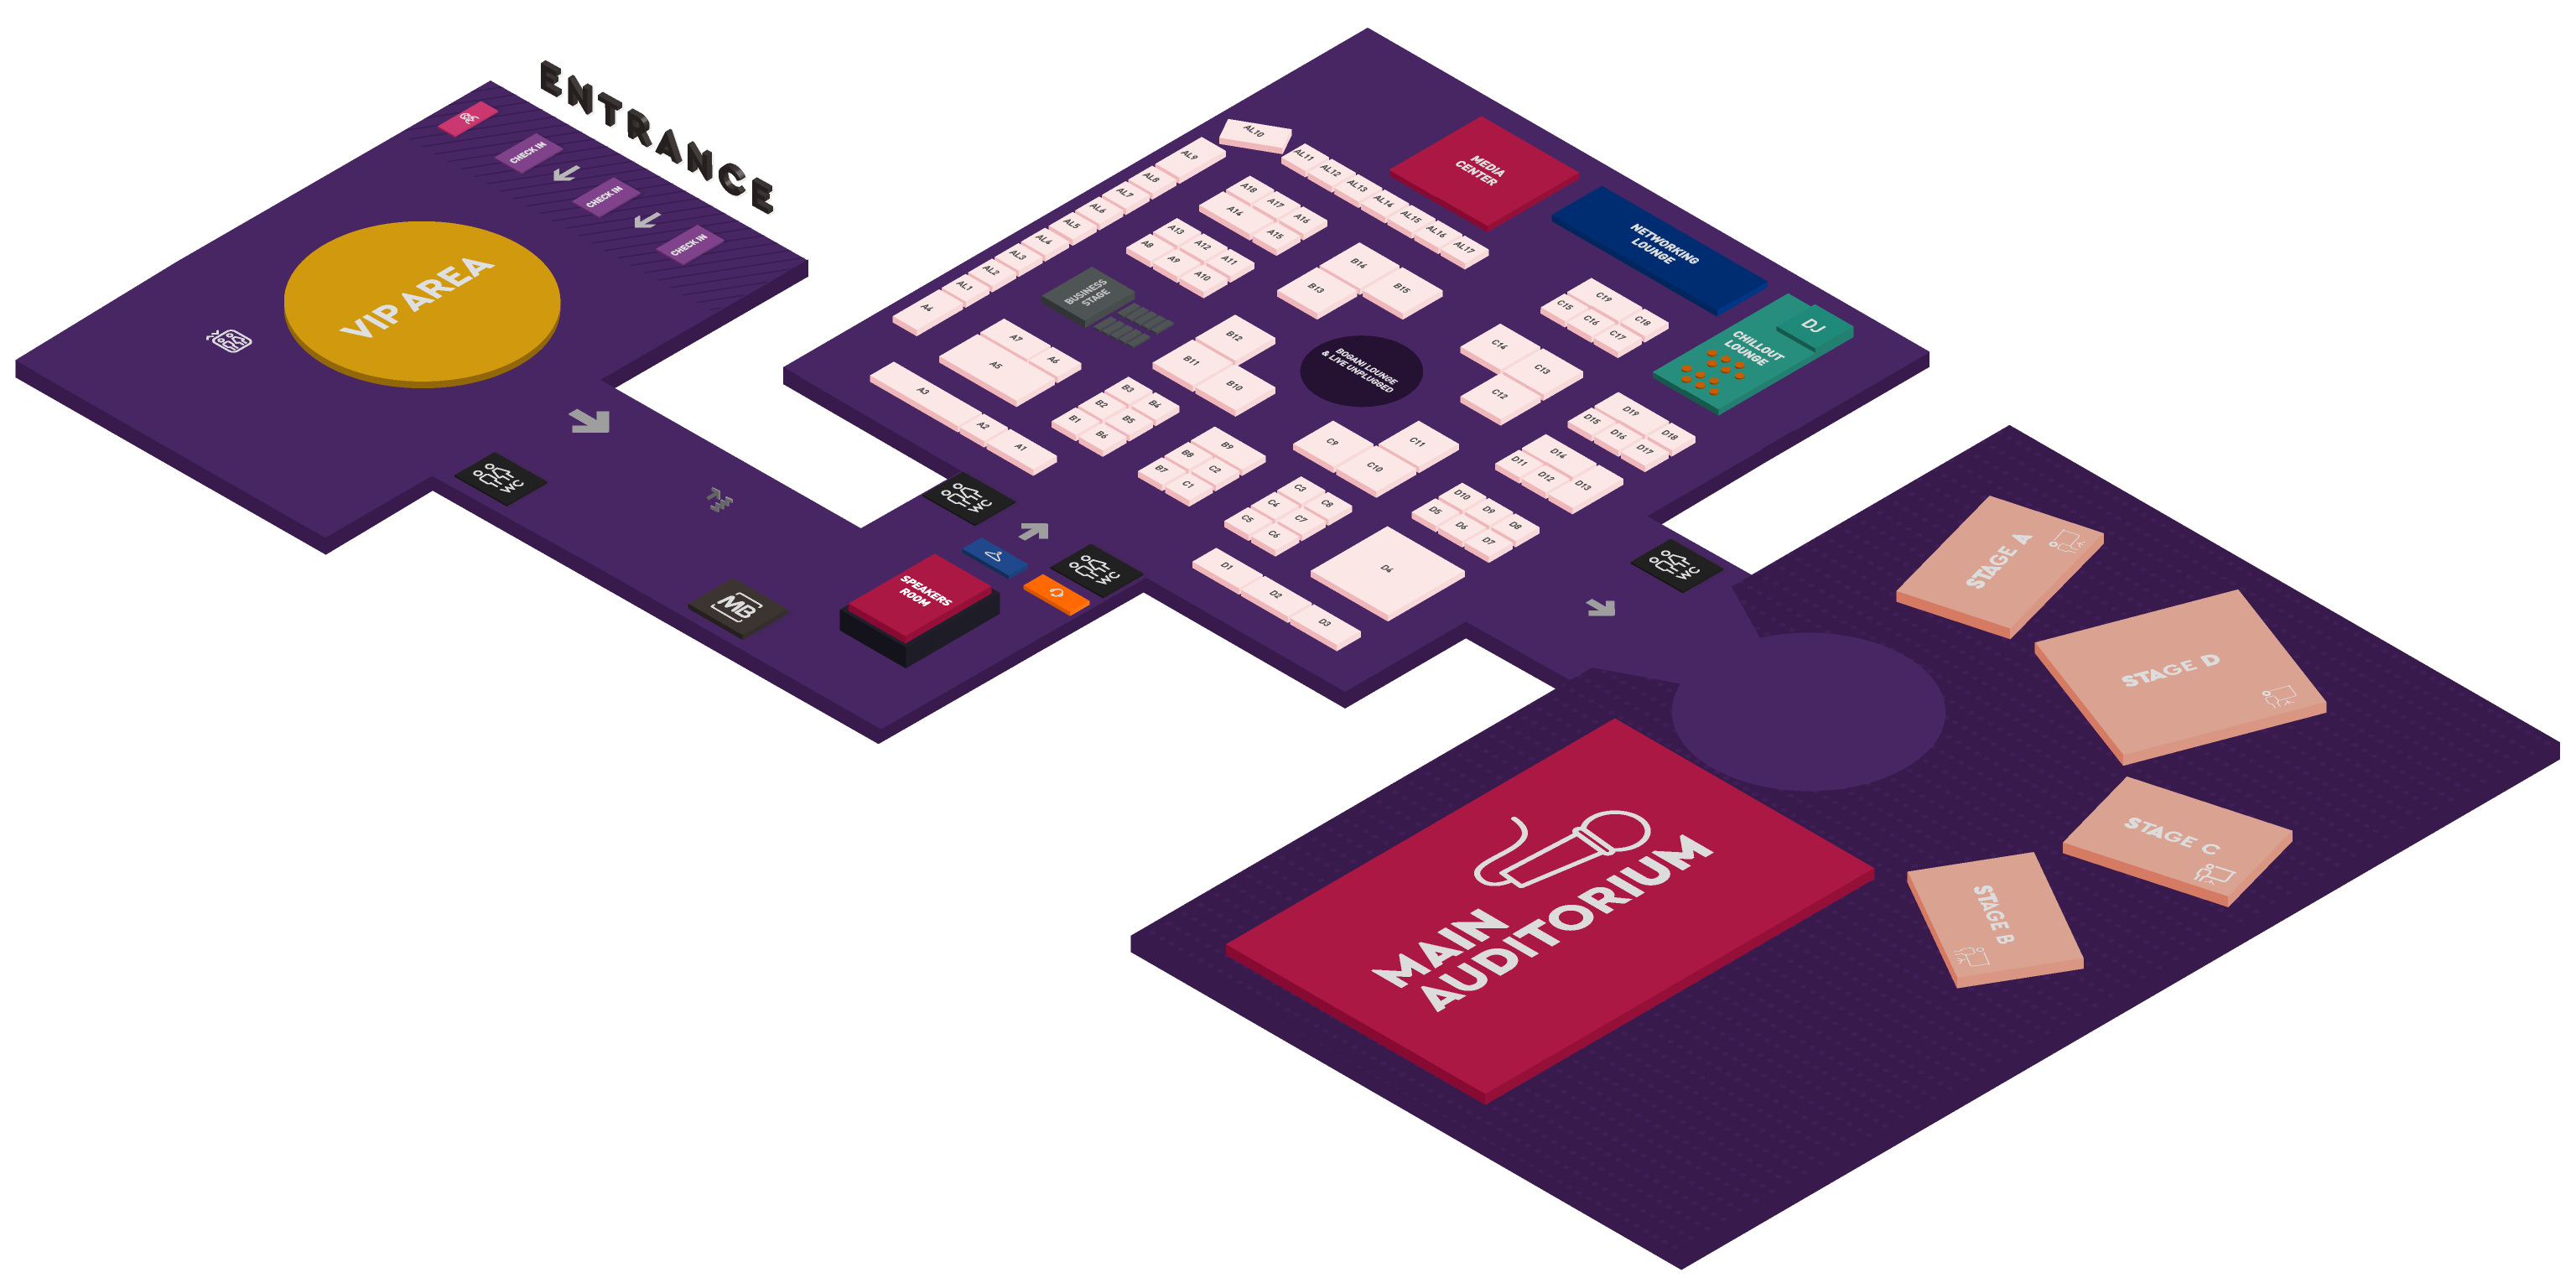 ENTRANCE
CHECK IN
CHECK IN
CHECK IN
VIP AREA
WC
MB
SPEAKERS
ROOM
WC
WC
AL10
AL9
AL8
AL7
AL6
AL5
AL4
AL3
AL2
AL1
A4
AL11
AL12
AL13
AL14
AL15
AL16
AL17
MEDIA
CENTER
NETWORKING
LOUNGE
DJ
CHILLOUT
LOUNGE
A18
A17
A16
A14
A15
A13
A12
A11
A8
A9
A10
BUSINESS
STAGE
A7
A6
A5
A3
A2
A1
B14
B13
B15
B12
B11
B10
BOGANI LOUNGE
& LIVE UNPLUGGED
B3
B4
B2
B5
B1
B6
B9
B8
C2
B7
C1
C19
C15
C16
C18
C17
C14
C13
C12
C9
C11
C10
C3
C8
C4
C7
C5
C6
D19
D15
D16
D18
D17
D14
D11
D12
D13
D10
D9
D8
D5
D6
D7
D4
D1
D2
D3
WC
STAGE A
STAGE D
STAGE C
STAGE B
MAIN
AUDITORIUM